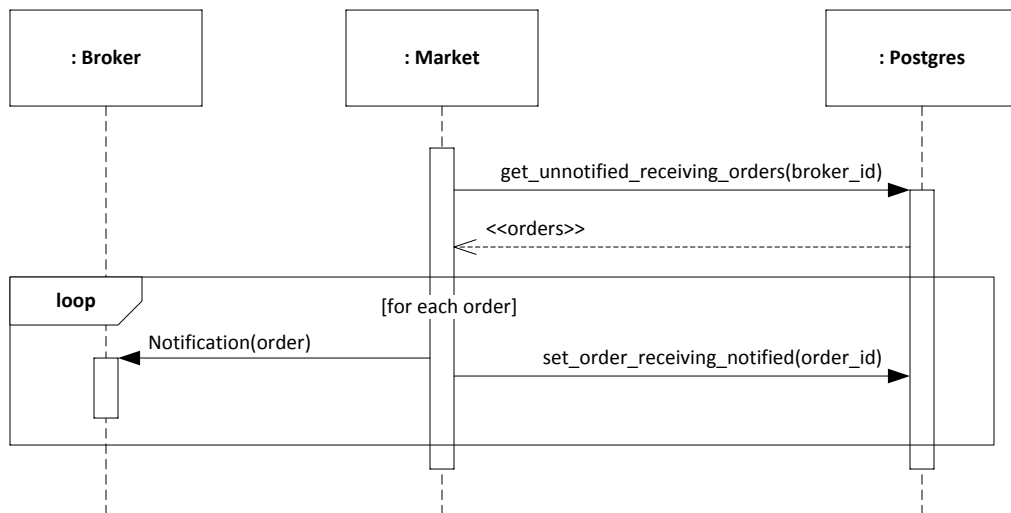 : Broker
: Market
: Postgres
get_unnotified_receiving_orders(broker_id)
<<orders>>
loop
[for each order]
Notification(order)
set_order_receiving_notified(order_id)